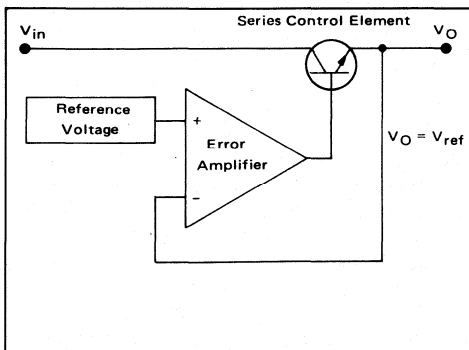 Series Control Element
Vin
VO
Reference
Voltage
+
Error
Amplifier
−
VO = Vref